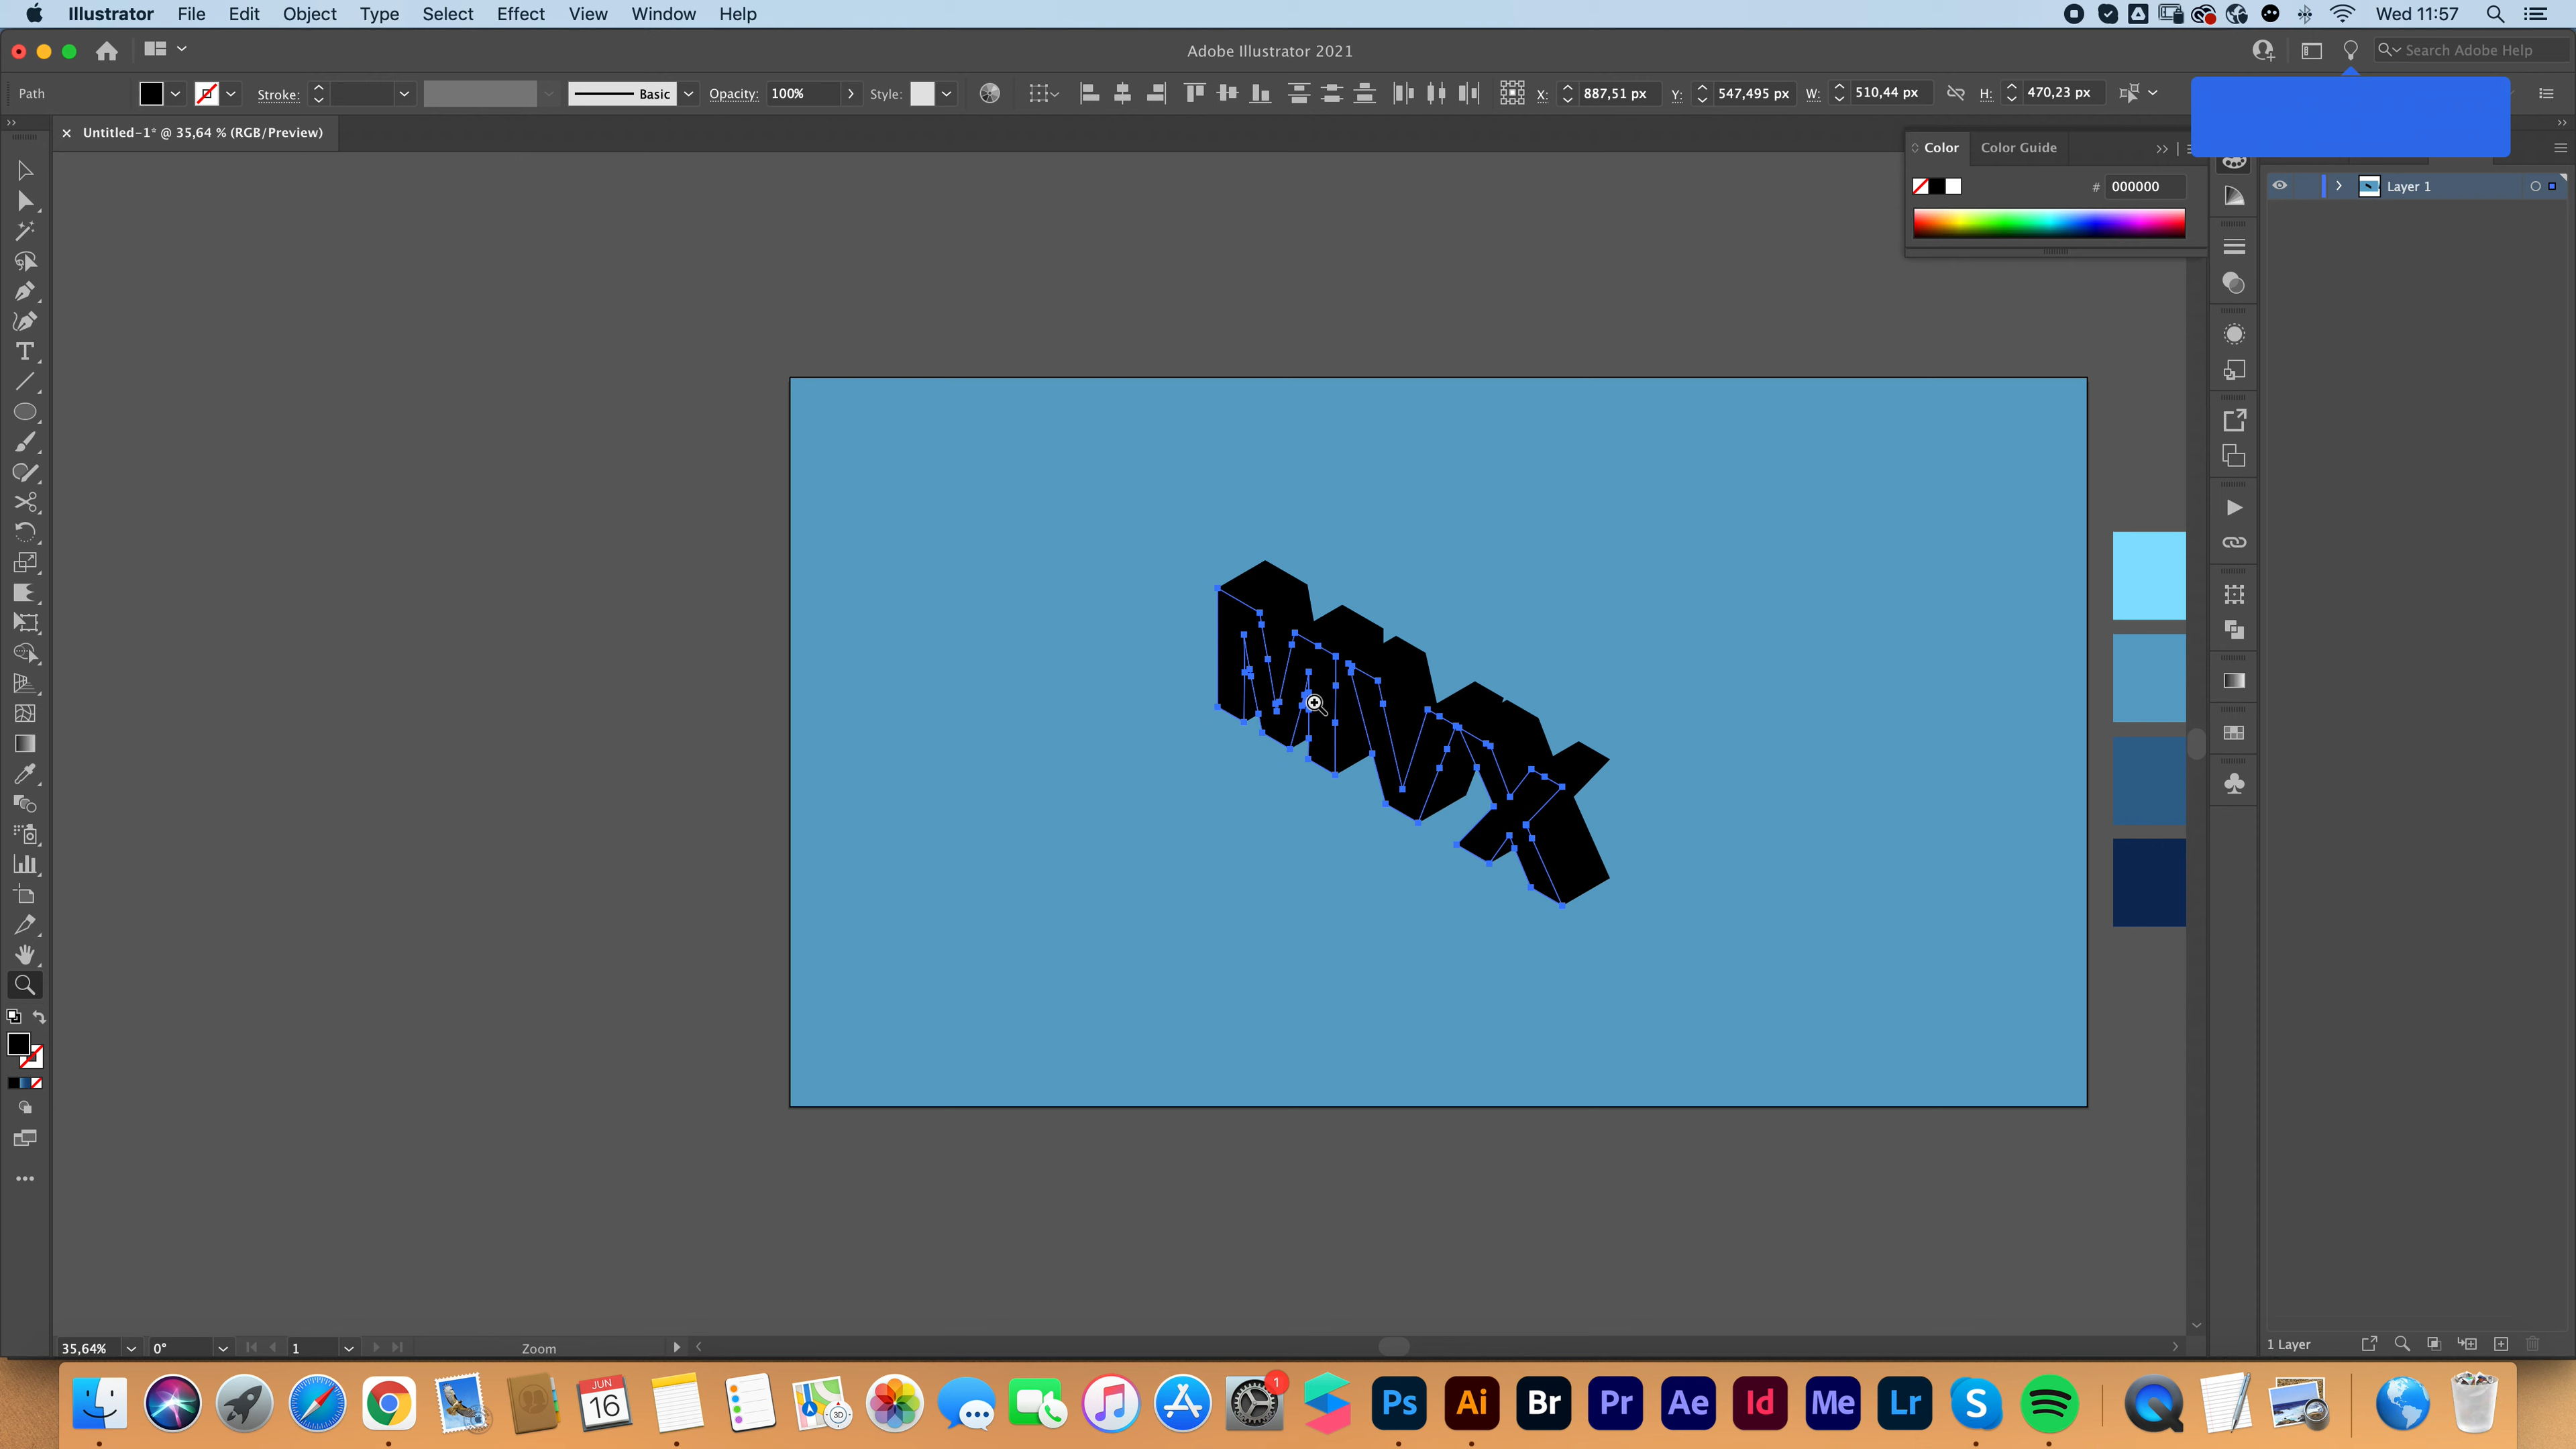 Illustrator File Edit Object Type Select Effect View Window Help Wed 11:57
Adobe Illustrator 2021 Search Adobe Help
Path Stroke: Basic Opacity: 100% Style: X: 887,51 px Y: 547,495 px W: 510,44 px H: 470,23 px
Untitled-1* @ 35,64 % (RGB/Preview)
Color Color Guide
# 000000
Layer 1
35,64% 0° 1 Zoom 1 Layer
JUN 16 3D 1 Ps Ai Br Pr Ae Id Me Lr